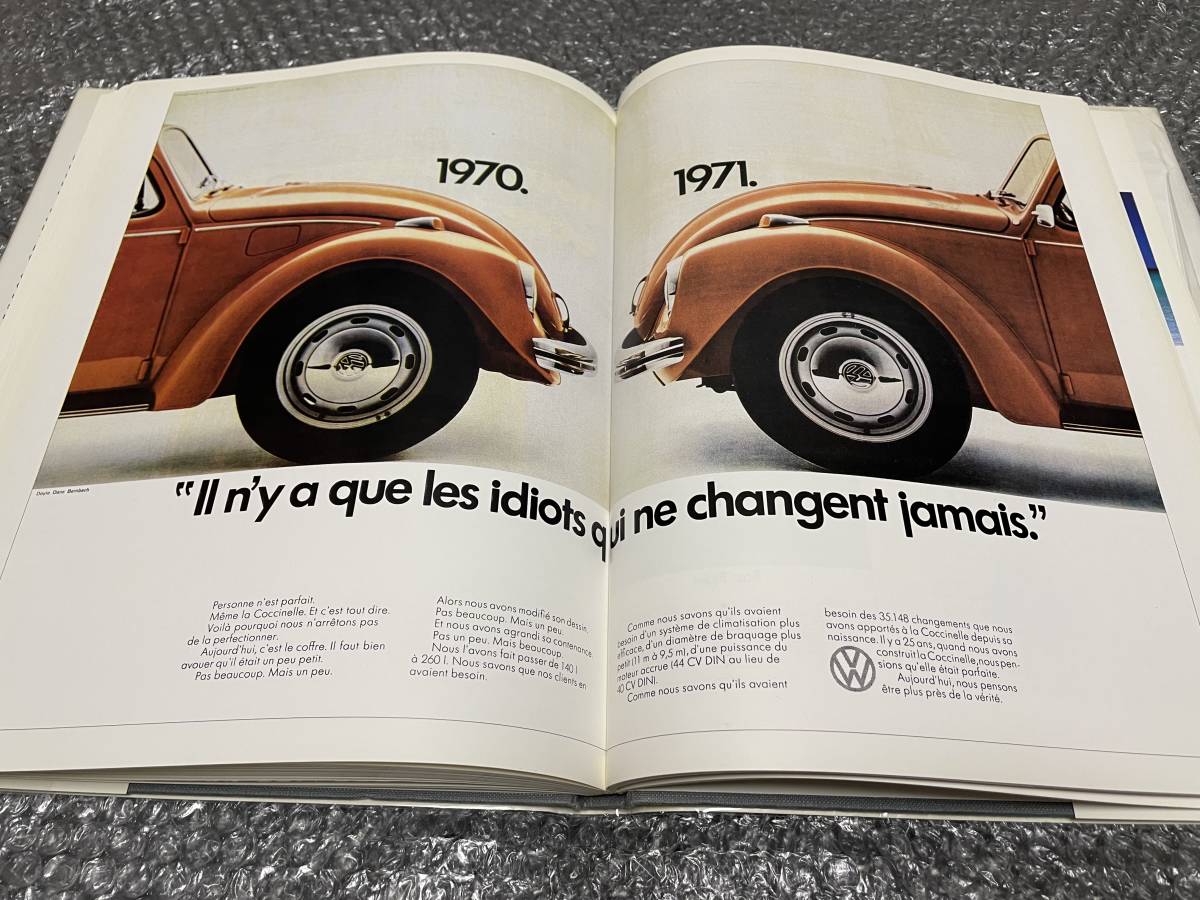 1970.
1971.
Doyle Dane Bernbach
"Il n'y a que les idiots qui ne changent jamais."
Personne n'est parfait.
Même la Coccinelle. Et c'est tout dire.
Voilà pourquoi nous n'arrêtons pas
de la perfectionner.
Aujourd'hui, c'est le coffre. Il faut bien
avouer qu'il était un peu petit.
Pas beaucoup. Mais un peu.
Alors nous avons modifié son dessin.
Pas beaucoup. Mais un peu.
Et nous avons agrandi sa contenance.
Pas un peu. Mais beaucoup.
Nous l'avons fait passer de 140 l
à 260 l. Nous savons que nos clients en
avaient besoin.
Comme nous savons qu'ils avaient
besoin d'un système de climatisation plus
efficace, d'un diamètre de braquage plus
petit (11 m à 9,5 m), d'une puissance du
moteur accrue (44 CV DIN au lieu de
40 CV DIN).
Comme nous savons qu'ils avaient
besoin des 35.148 changements que nous
avons apportés à la Coccinelle depuis sa
naissance. Il y a 25 ans, quand nous avons
construit la Coccinelle, nous pen-
sions qu'elle était parfaite.
Aujourd'hui, nous pensons
être plus près de la vérité.